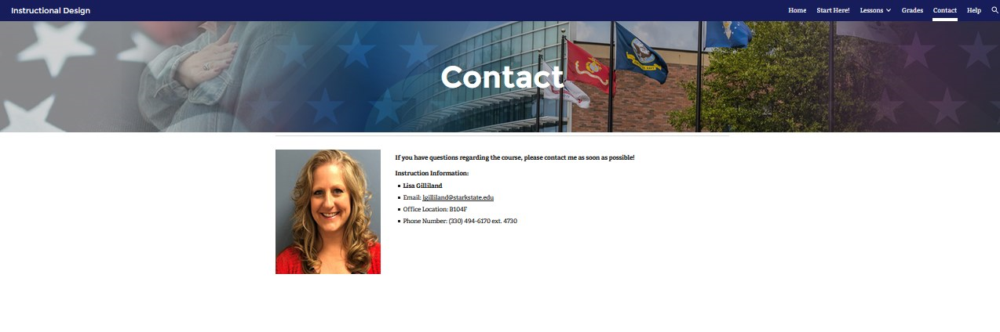 Instructional Design
Home Start Here! Lessons Grades Contact Help
Contact
If you have questions regarding the course, please contact me as soon as possible!
Instruction Information:
Lisa Gilliland
Email: lgilliland@starkstate.edu
Office Location: B104F
Phone Number: (330) 494-6170 ext. 4730